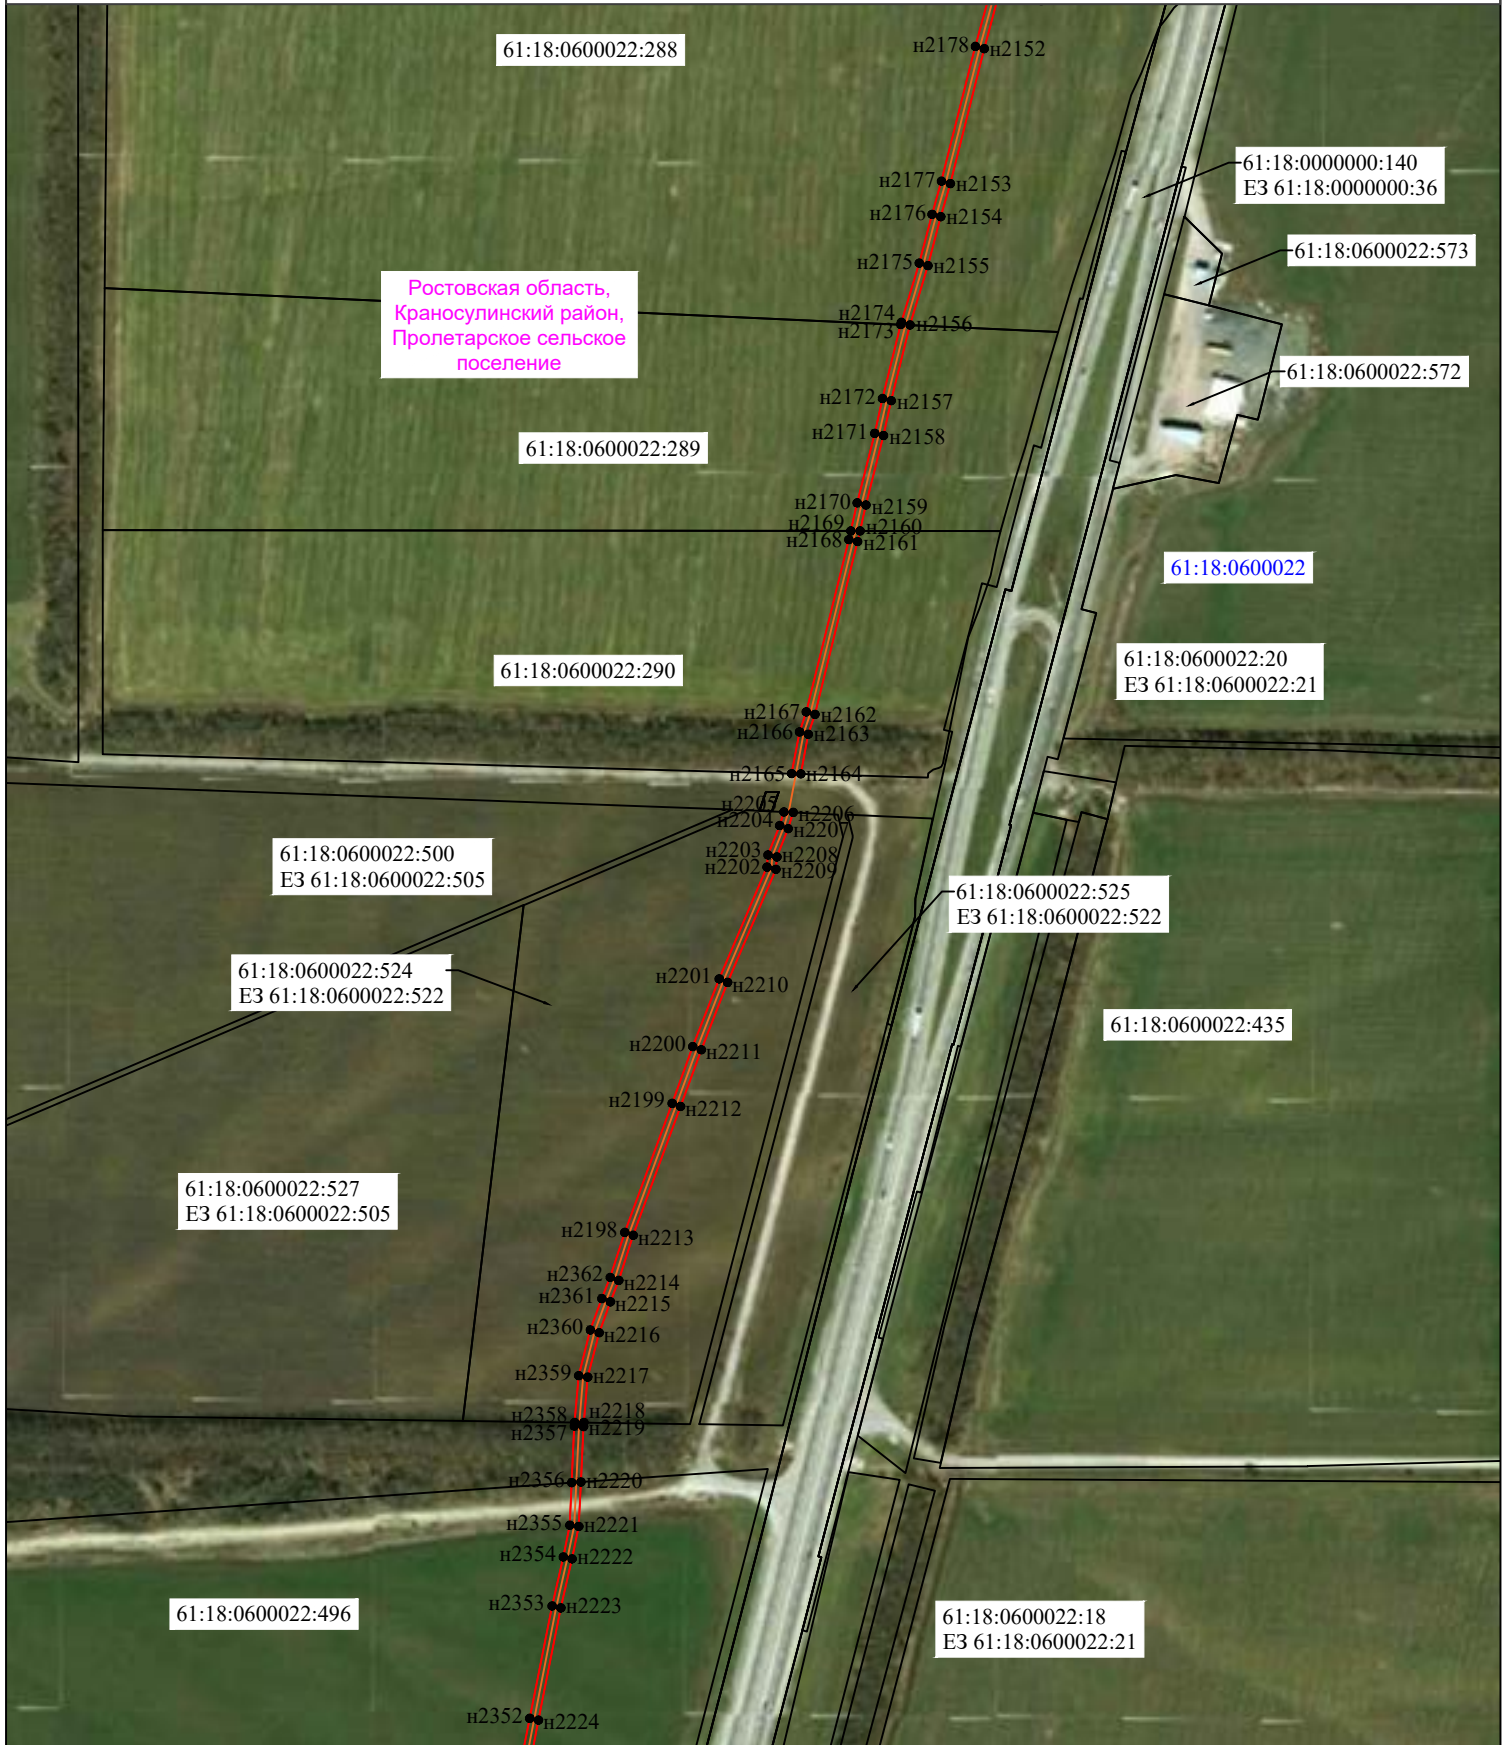 61:18:0600022:288
н2178
н2152
61:18:0000000:140
ЕЗ 61:18:0000000:36
н2177
н2153
н2176
н2154
61:18:0600022:573
н2175
н2155
Ростовская область,
Краносулинский район,
Пролетарское сельское
поселение
н2174
н2173
н2156
61:18:0600022:572
н2172
н2157
н2171
н2158
61:18:0600022:289
н2170
н2159
н2169
н2160
н2168
н2161
61:18:0600022
61:18:0600022:290
61:18:0600022:20
ЕЗ 61:18:0600022:21
н2167
н2162
н2166
н2163
н2165
н2164
н2205
н2206
н2204
н2207
н2203
н2208
н2202
н2209
61:18:0600022:500
ЕЗ 61:18:0600022:505
61:18:0600022:525
ЕЗ 61:18:0600022:522
61:18:0600022:524
ЕЗ 61:18:0600022:522
н2201
н2210
61:18:0600022:435
н2200
н2211
н2199
н2212
61:18:0600022:527
ЕЗ 61:18:0600022:505
н2198
н2213
н2362
н2214
н2361
н2215
н2360
н2216
н2359
н2217
н2358
н2218
н2357
н2219
н2356
н2220
н2355
н2221
н2354
н2222
н2353
н2223
61:18:0600022:496
61:18:0600022:18
ЕЗ 61:18:0600022:21
н2352
н2224